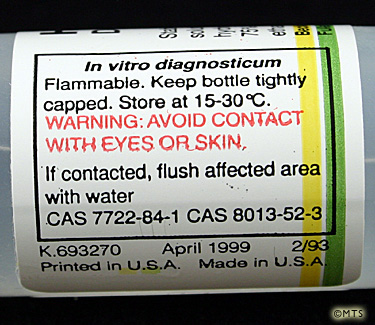 In vitro diagnosticum
Flammable. Keep bottle tightly
capped. Store at 15-30°C.
WARNING: AVOID CONTACT
WITH EYES OR SKIN.
If contacted, flush affected area
with water
CAS 7722-84-1 CAS 8013-52-3
K.693270 April 1999 2/93
Printed in U.S.A. Made in U.S.A.
©MTS